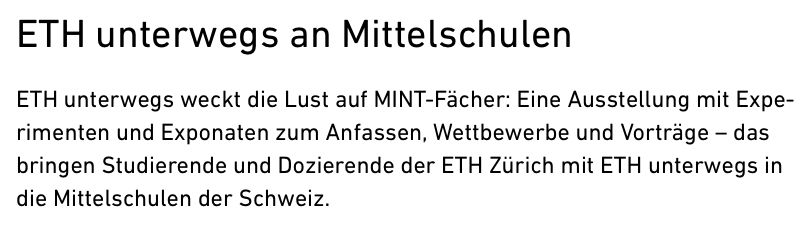 ETH unterwegs an Mittelschulen
ETH unterwegs weckt die Lust auf MINT-Fächer: Eine Ausstellung mit Expe-
rimenten und Exponaten zum Anfassen, Wettbewerbe und Vorträge – das
bringen Studierende und Dozierende der ETH Zürich mit ETH unterwegs in
die Mittelschulen der Schweiz.